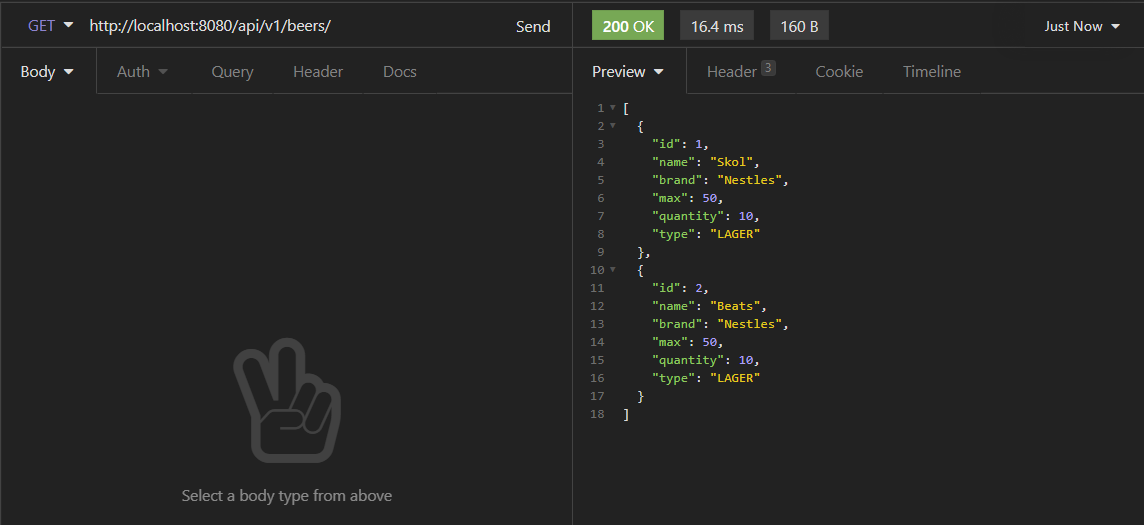 GET http://localhost:8080/api/v1/beers/ Send 200 OK 16.4 ms 160 B Just Now
Body Auth Query Header Docs Preview Header 3 Cookie Timeline
1 [
2 {
3 "id": 1,
4 "name": "Skol",
5 "brand": "Nestles",
6 "max": 50,
7 "quantity": 10,
8 "type": "LAGER"
9 },
10 {
11 "id": 2,
12 "name": "Beats",
13 "brand": "Nestles",
14 "max": 50,
15 "quantity": 10,
16 "type": "LAGER"
17 }
18 ]
Select a body type from above